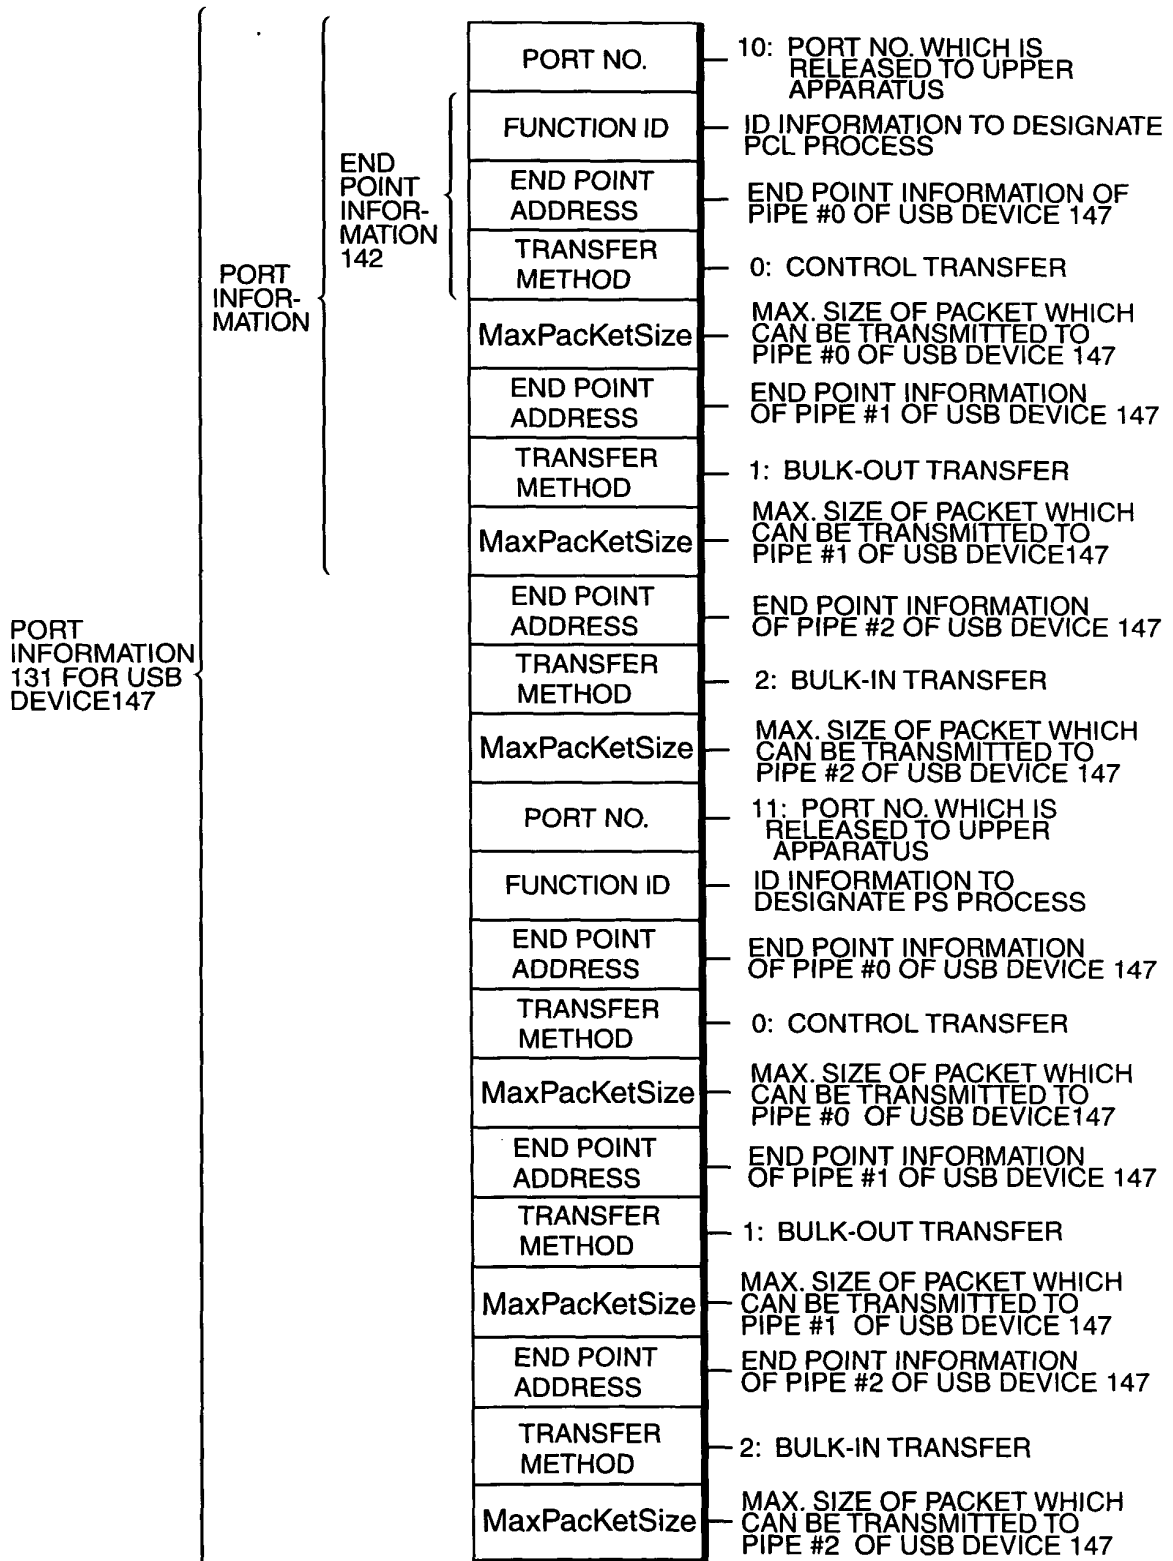 PORT NO.
10: PORT NO. WHICH IS
RELEASED TO UPPER
APPARATUS
FUNCTION ID
ID INFORMATION TO DESIGNATE
PCL PROCESS
END
POINT
INFOR-
MATION
142
END POINT
ADDRESS
END POINT INFORMATION OF
PIPE #0 OF USB DEVICE 147
TRANSFER
METHOD
0: CONTROL TRANSFER
PORT
INFOR-
MATION
MaxPacKetSize
MAX. SIZE OF PACKET WHICH
CAN BE TRANSMITTED TO
PIPE #0 OF USB DEVICE 147
END POINT
ADDRESS
END POINT INFORMATION
OF PIPE #1 OF USB DEVICE 147
TRANSFER
METHOD
1: BULK-OUT TRANSFER
MaxPacKetSize
MAX. SIZE OF PACKET WHICH
CAN BE TRANSMITTED TO
PIPE #1 OF USB DEVICE147
END POINT
ADDRESS
END POINT INFORMATION
OF PIPE #2 OF USB DEVICE 147
PORT
INFORMATION
131 FOR USB
DEVICE147
TRANSFER
METHOD
2: BULK-IN TRANSFER
MaxPacKetSize
MAX. SIZE OF PACKET WHICH
CAN BE TRANSMITTED TO
PIPE #2 OF USB DEVICE 147
PORT NO.
11: PORT NO. WHICH IS
RELEASED TO UPPER
APPARATUS
FUNCTION ID
ID INFORMATION TO
DESIGNATE PS PROCESS
END POINT
ADDRESS
END POINT INFORMATION
OF PIPE #0 OF USB DEVICE 147
TRANSFER
METHOD
0: CONTROL TRANSFER
MaxPacKetSize
MAX. SIZE OF PACKET WHICH
CAN BE TRANSMITTED TO
PIPE #0 OF USB DEVICE147
END POINT
ADDRESS
END POINT INFORMATION
OF PIPE #1 OF USB DEVICE 147
TRANSFER
METHOD
1: BULK-OUT TRANSFER
MaxPacKetSize
MAX. SIZE OF PACKET WHICH
CAN BE TRANSMITTED TO
PIPE #1 OF USB DEVICE 147
END POINT
ADDRESS
END POINT INFORMATION
OF PIPE #2 OF USB DEVICE 147
TRANSFER
METHOD
2: BULK-IN TRANSFER
MaxPacKetSize
MAX. SIZE OF PACKET WHICH
CAN BE TRANSMITTED TO
PIPE #2 OF USB DEVICE 147